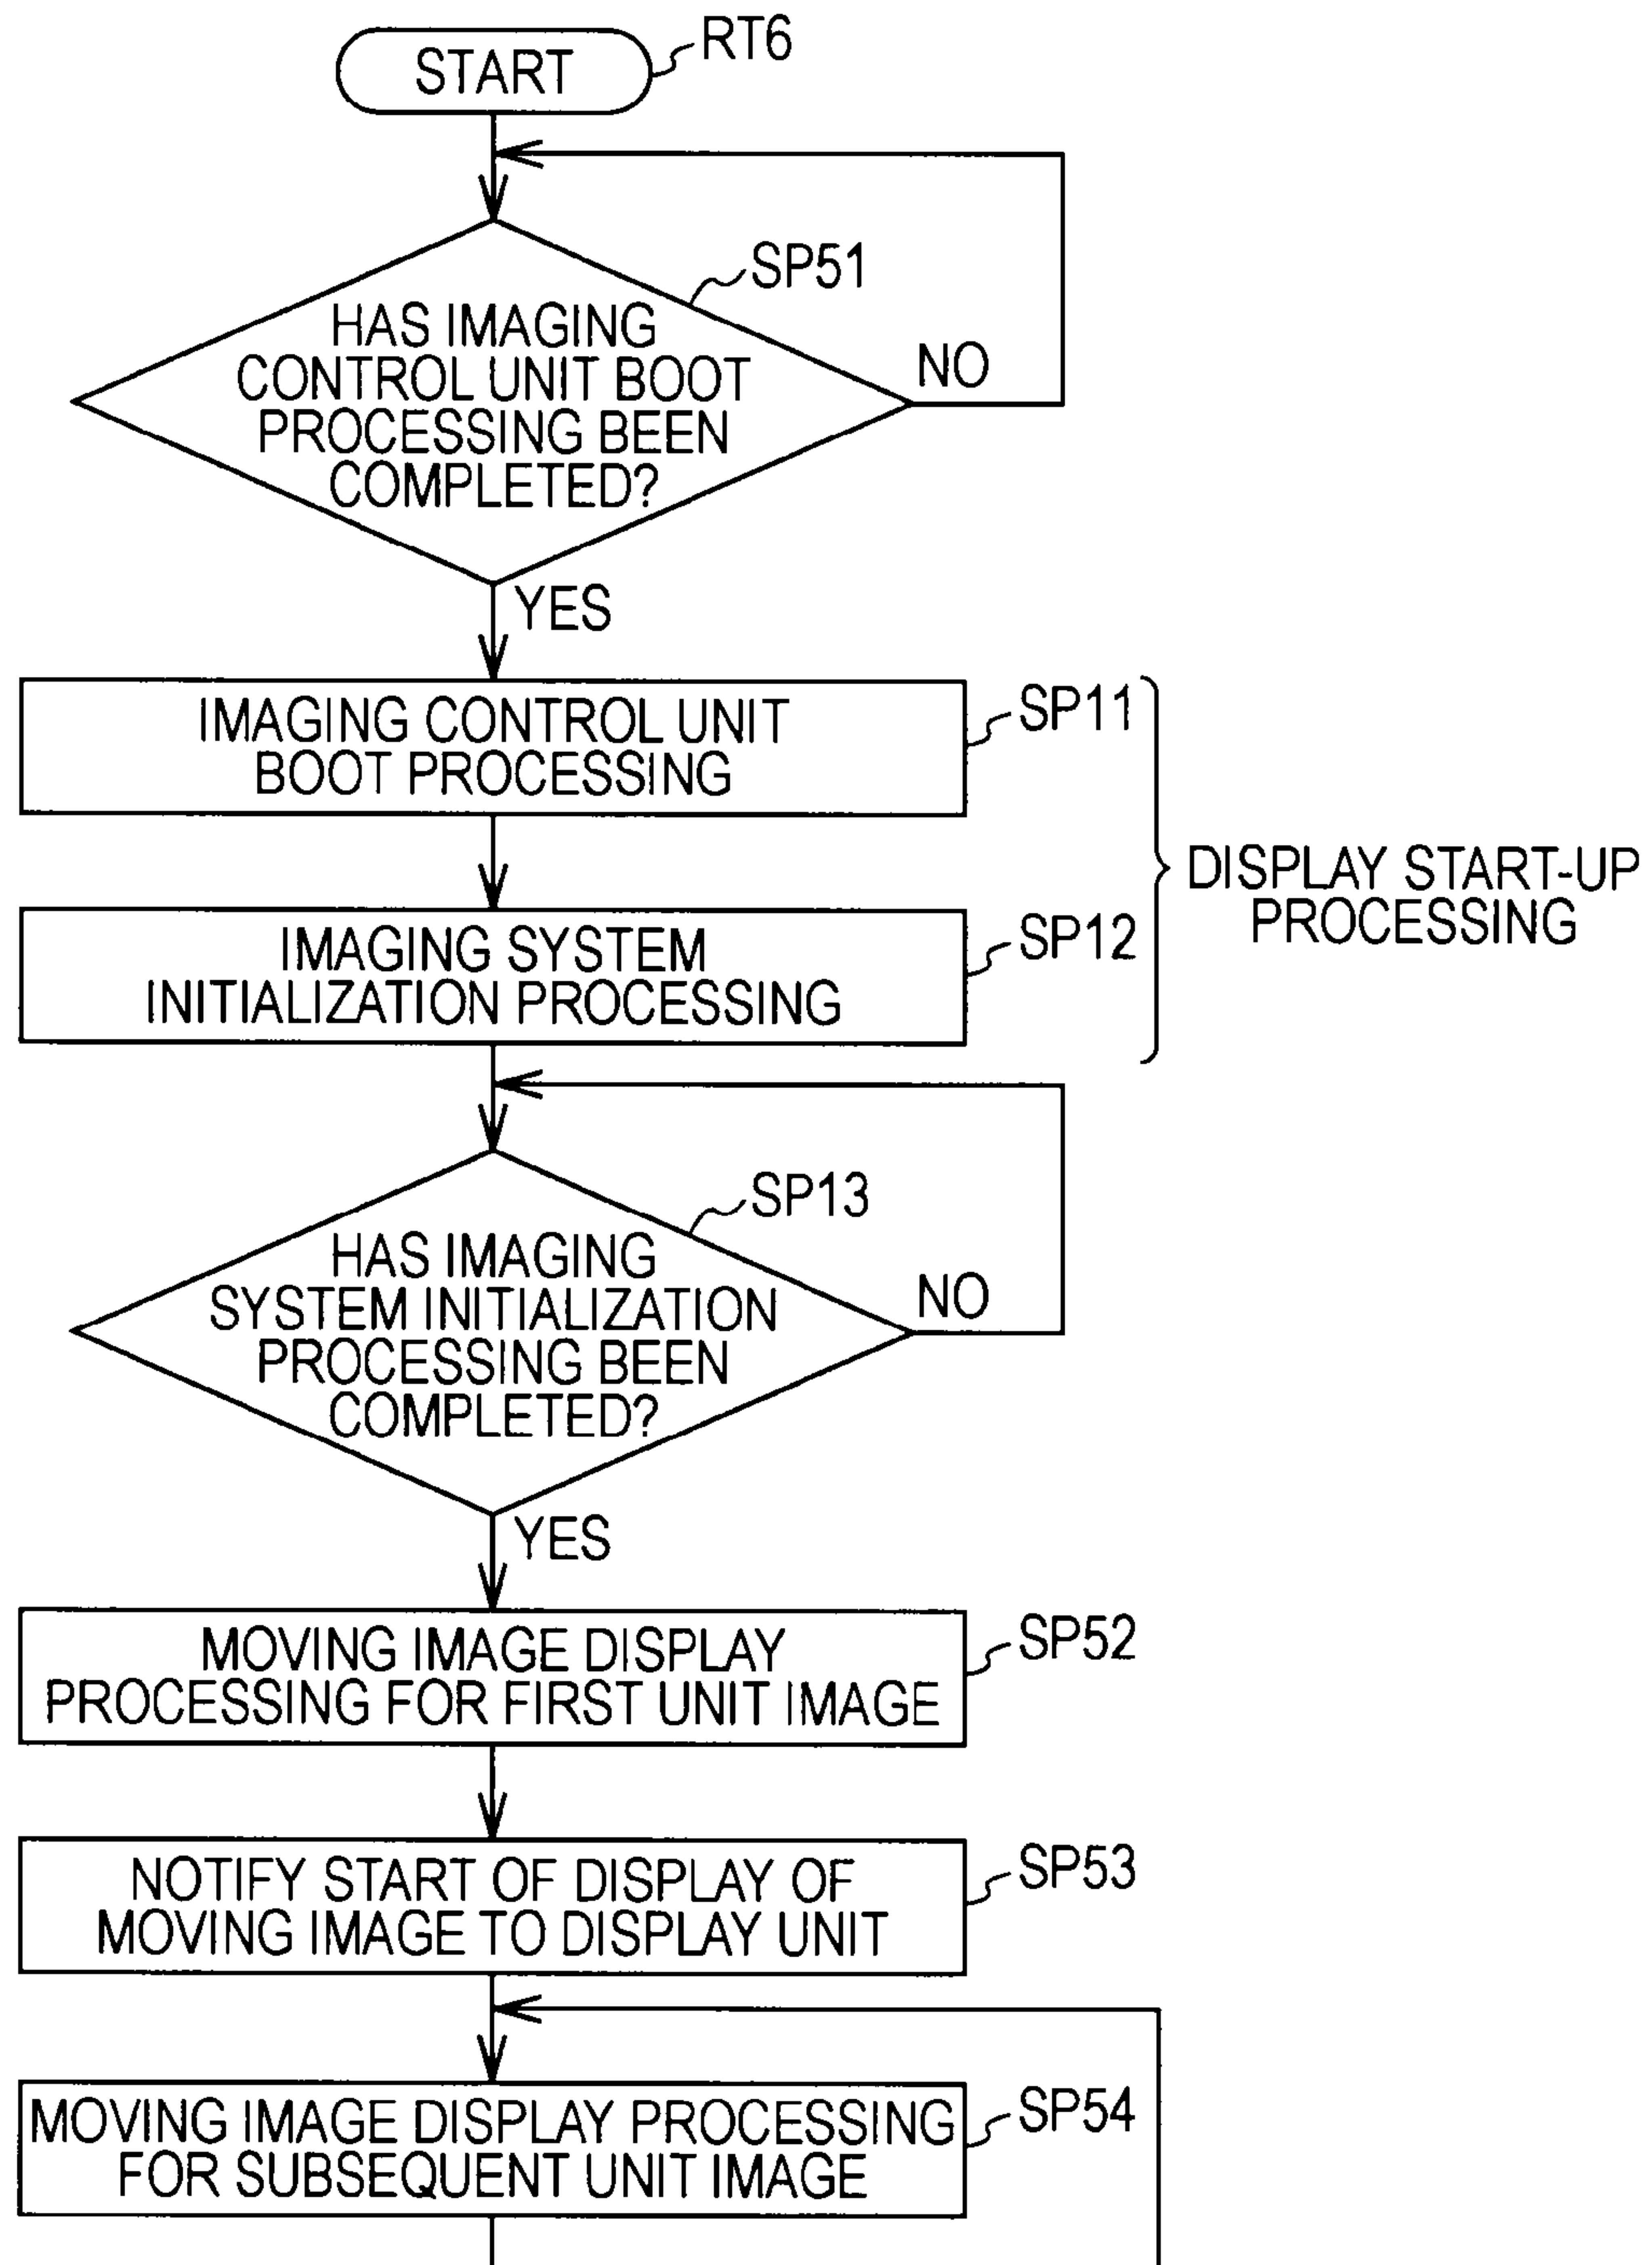 START
RT6
SP51
HAS IMAGING
CONTROL UNIT BOOT
PROCESSING BEEN
COMPLETED?
NO
YES
IMAGING CONTROL UNIT
BOOT PROCESSING
SP11
IMAGING SYSTEM
INITIALIZATION PROCESSING
SP12
DISPLAY START-UP
PROCESSING
SP13
HAS IMAGING
SYSTEM INITIALIZATION
PROCESSING BEEN
COMPLETED?
NO
YES
MOVING IMAGE DISPLAY
PROCESSING FOR FIRST UNIT IMAGE
SP52
NOTIFY START OF DISPLAY OF
MOVING IMAGE TO DISPLAY UNIT
SP53
MOVING IMAGE DISPLAY PROCESSING
FOR SUBSEQUENT UNIT IMAGE
SP54